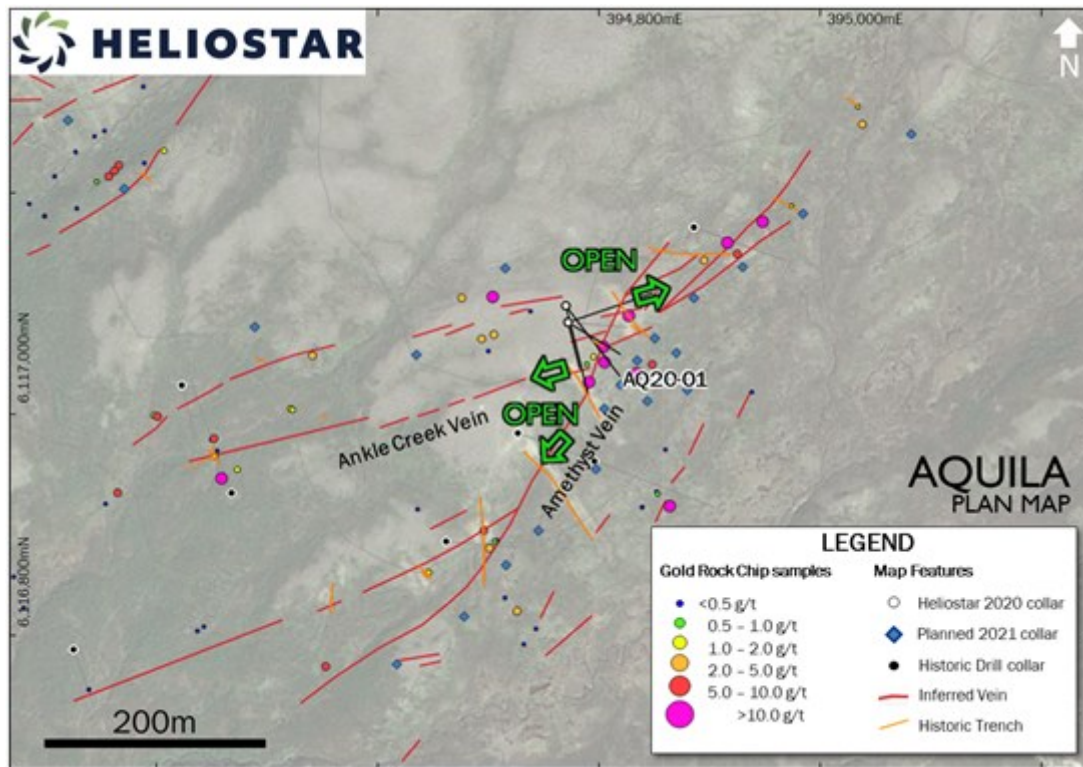 HELIOSTAR
394,800mE
395,000mE
N
OPEN
6,117,000mN
AQ20-01
OPEN
Ankle Creek Vein
Amethyst Vein
AQUILA
PLAN MAP
6,116,800mN
200m
LEGEND
Gold Rock Chip samples
<0.5 g/t
0.5 – 1.0 g/t
1.0 – 2.0 g/t
2.0 – 5.0 g/t
5.0 – 10.0 g/t
>10.0 g/t
Map Features
Heliostar 2020 collar
Planned 2021 collar
Historic Drill collar
Inferred Vein
Historic Trench